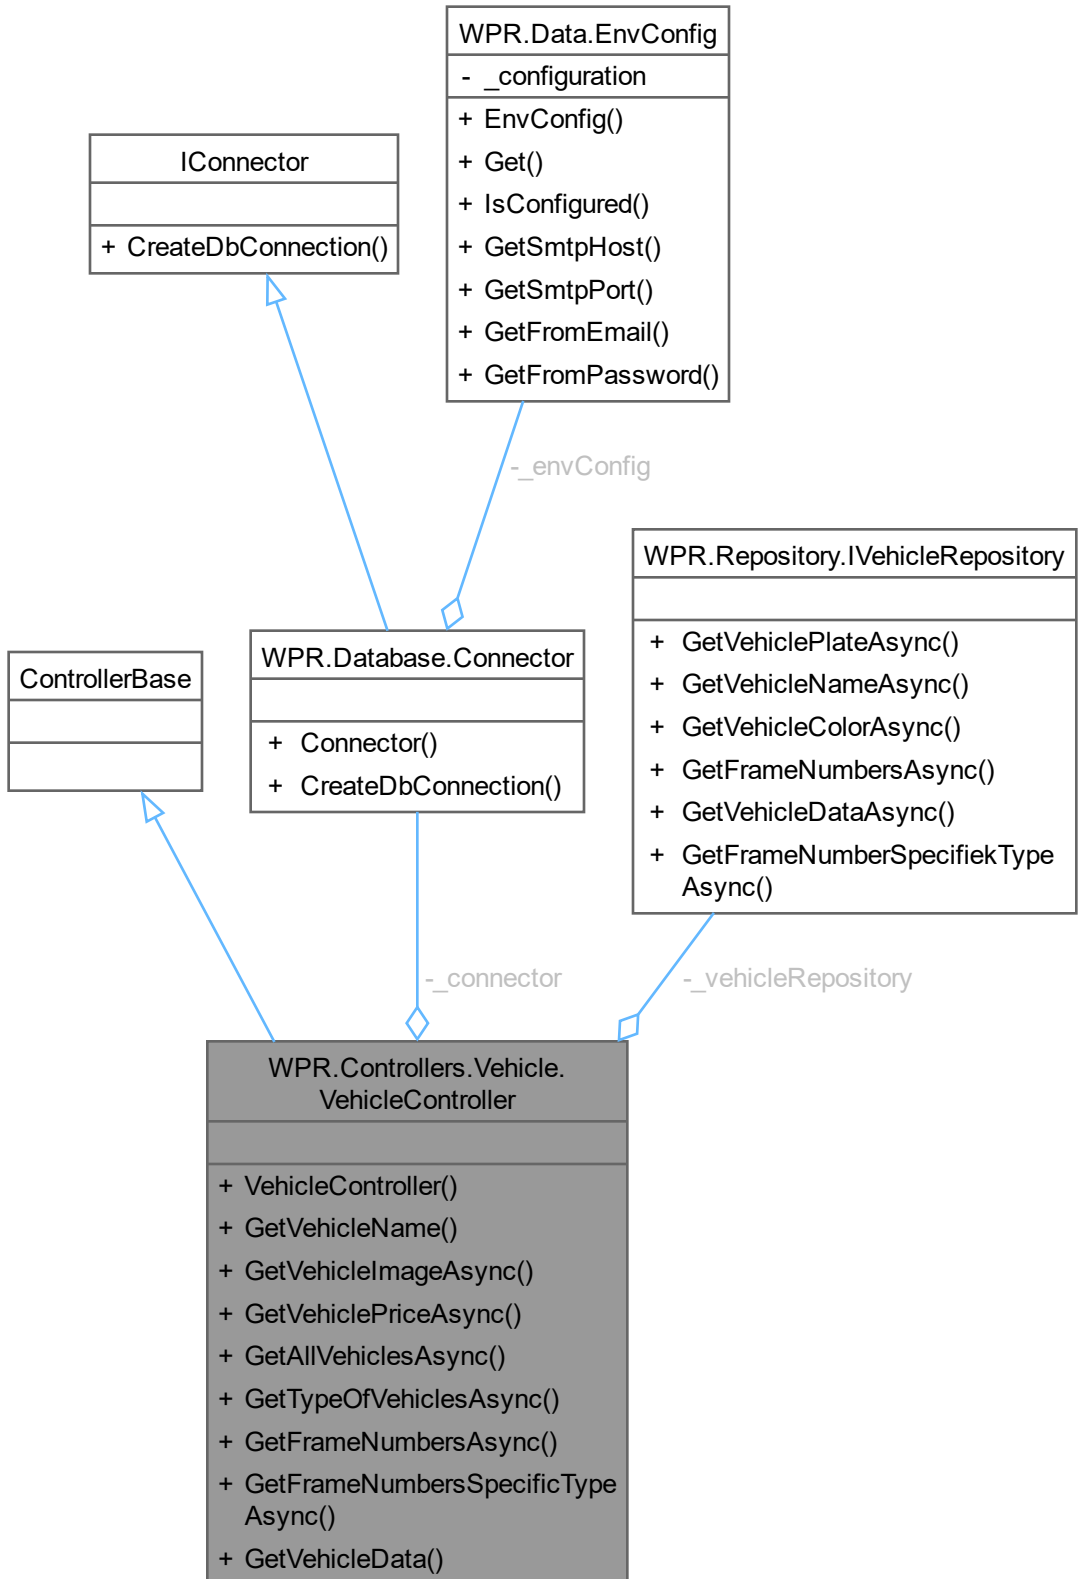 WPR.Data.EnvConfig
- _configuration
+ EnvConfig()
+ Get()
+ IsConfigured()
+ GetSmtpHost()
+ GetSmtpPort()
+ GetFromEmail()
+ GetFromPassword()
IConnector
+ CreateDbConnection()
-_envConfig
WPR.Repository.IVehicleRepository
+ GetVehiclePlateAsync()
+ GetVehicleNameAsync()
+ GetVehicleColorAsync()
+ GetFrameNumbersAsync()
+ GetVehicleDataAsync()
+ GetFrameNumberSpecifiekType
Async()
WPR.Database.Connector
+ Connector()
+ CreateDbConnection()
ControllerBase
-_connector
-_vehicleRepository
WPR.Controllers.Vehicle.
VehicleController
+ VehicleController()
+ GetVehicleName()
+ GetVehicleImageAsync()
+ GetVehiclePriceAsync()
+ GetAllVehiclesAsync()
+ GetTypeOfVehiclesAsync()
+ GetFrameNumbersAsync()
+ GetFrameNumbersSpecificType
Async()
+ GetVehicleData()